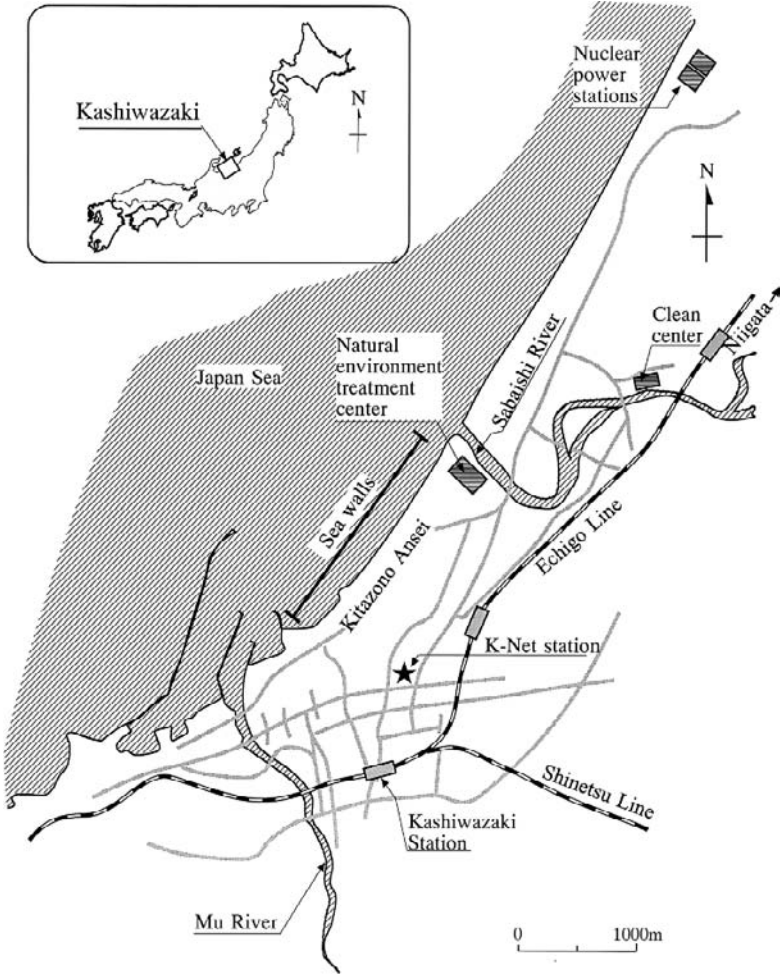 Kashiwazaki
N
Nuclear
power
stations
N
Clean
center
Niigata
Sabaishi River
Natural
environment
treatment
center
Japan Sea
Sea walls
Kitazono Ansei
Echigo Line
K-Net station
Shinetsu Line
Kashiwazaki
Station
Mu River
0 1000m